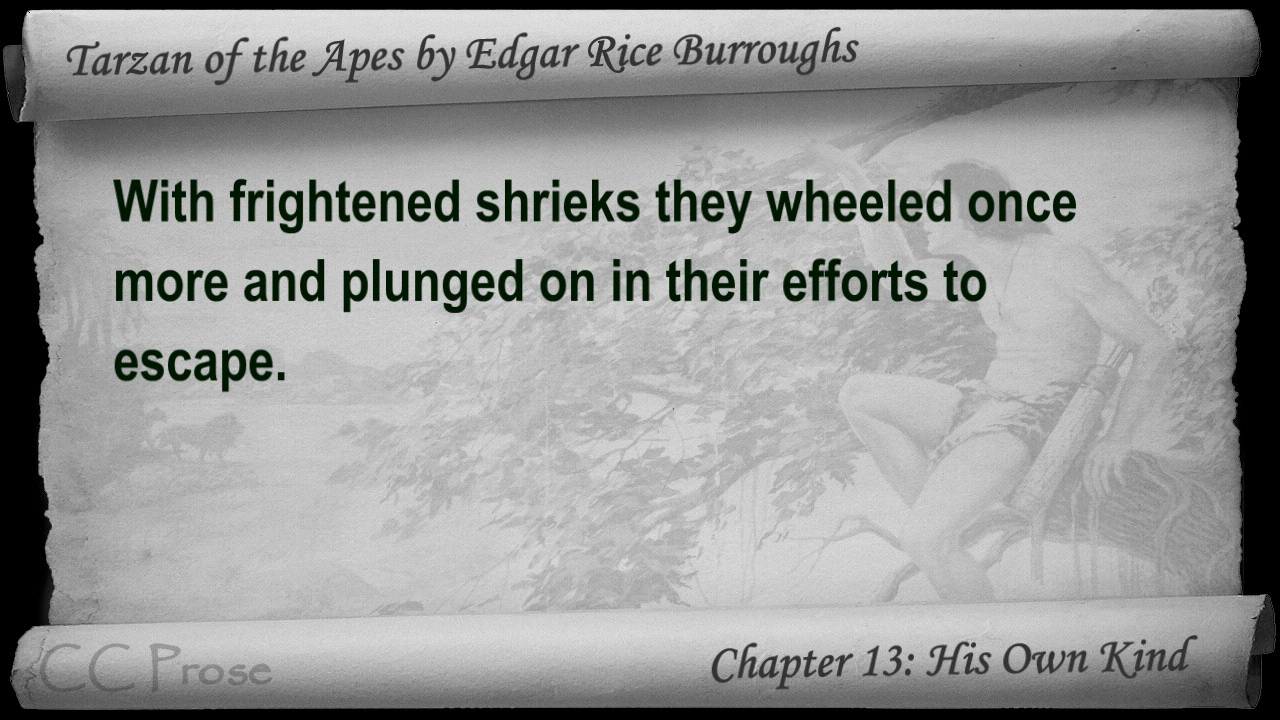 Tarzan of the Apes by Edgar Rice Burroughs
With frightened shrieks they wheeled once
more and plunged on in their efforts to
escape.
CC Prose
Chapter 13: His Own Kind